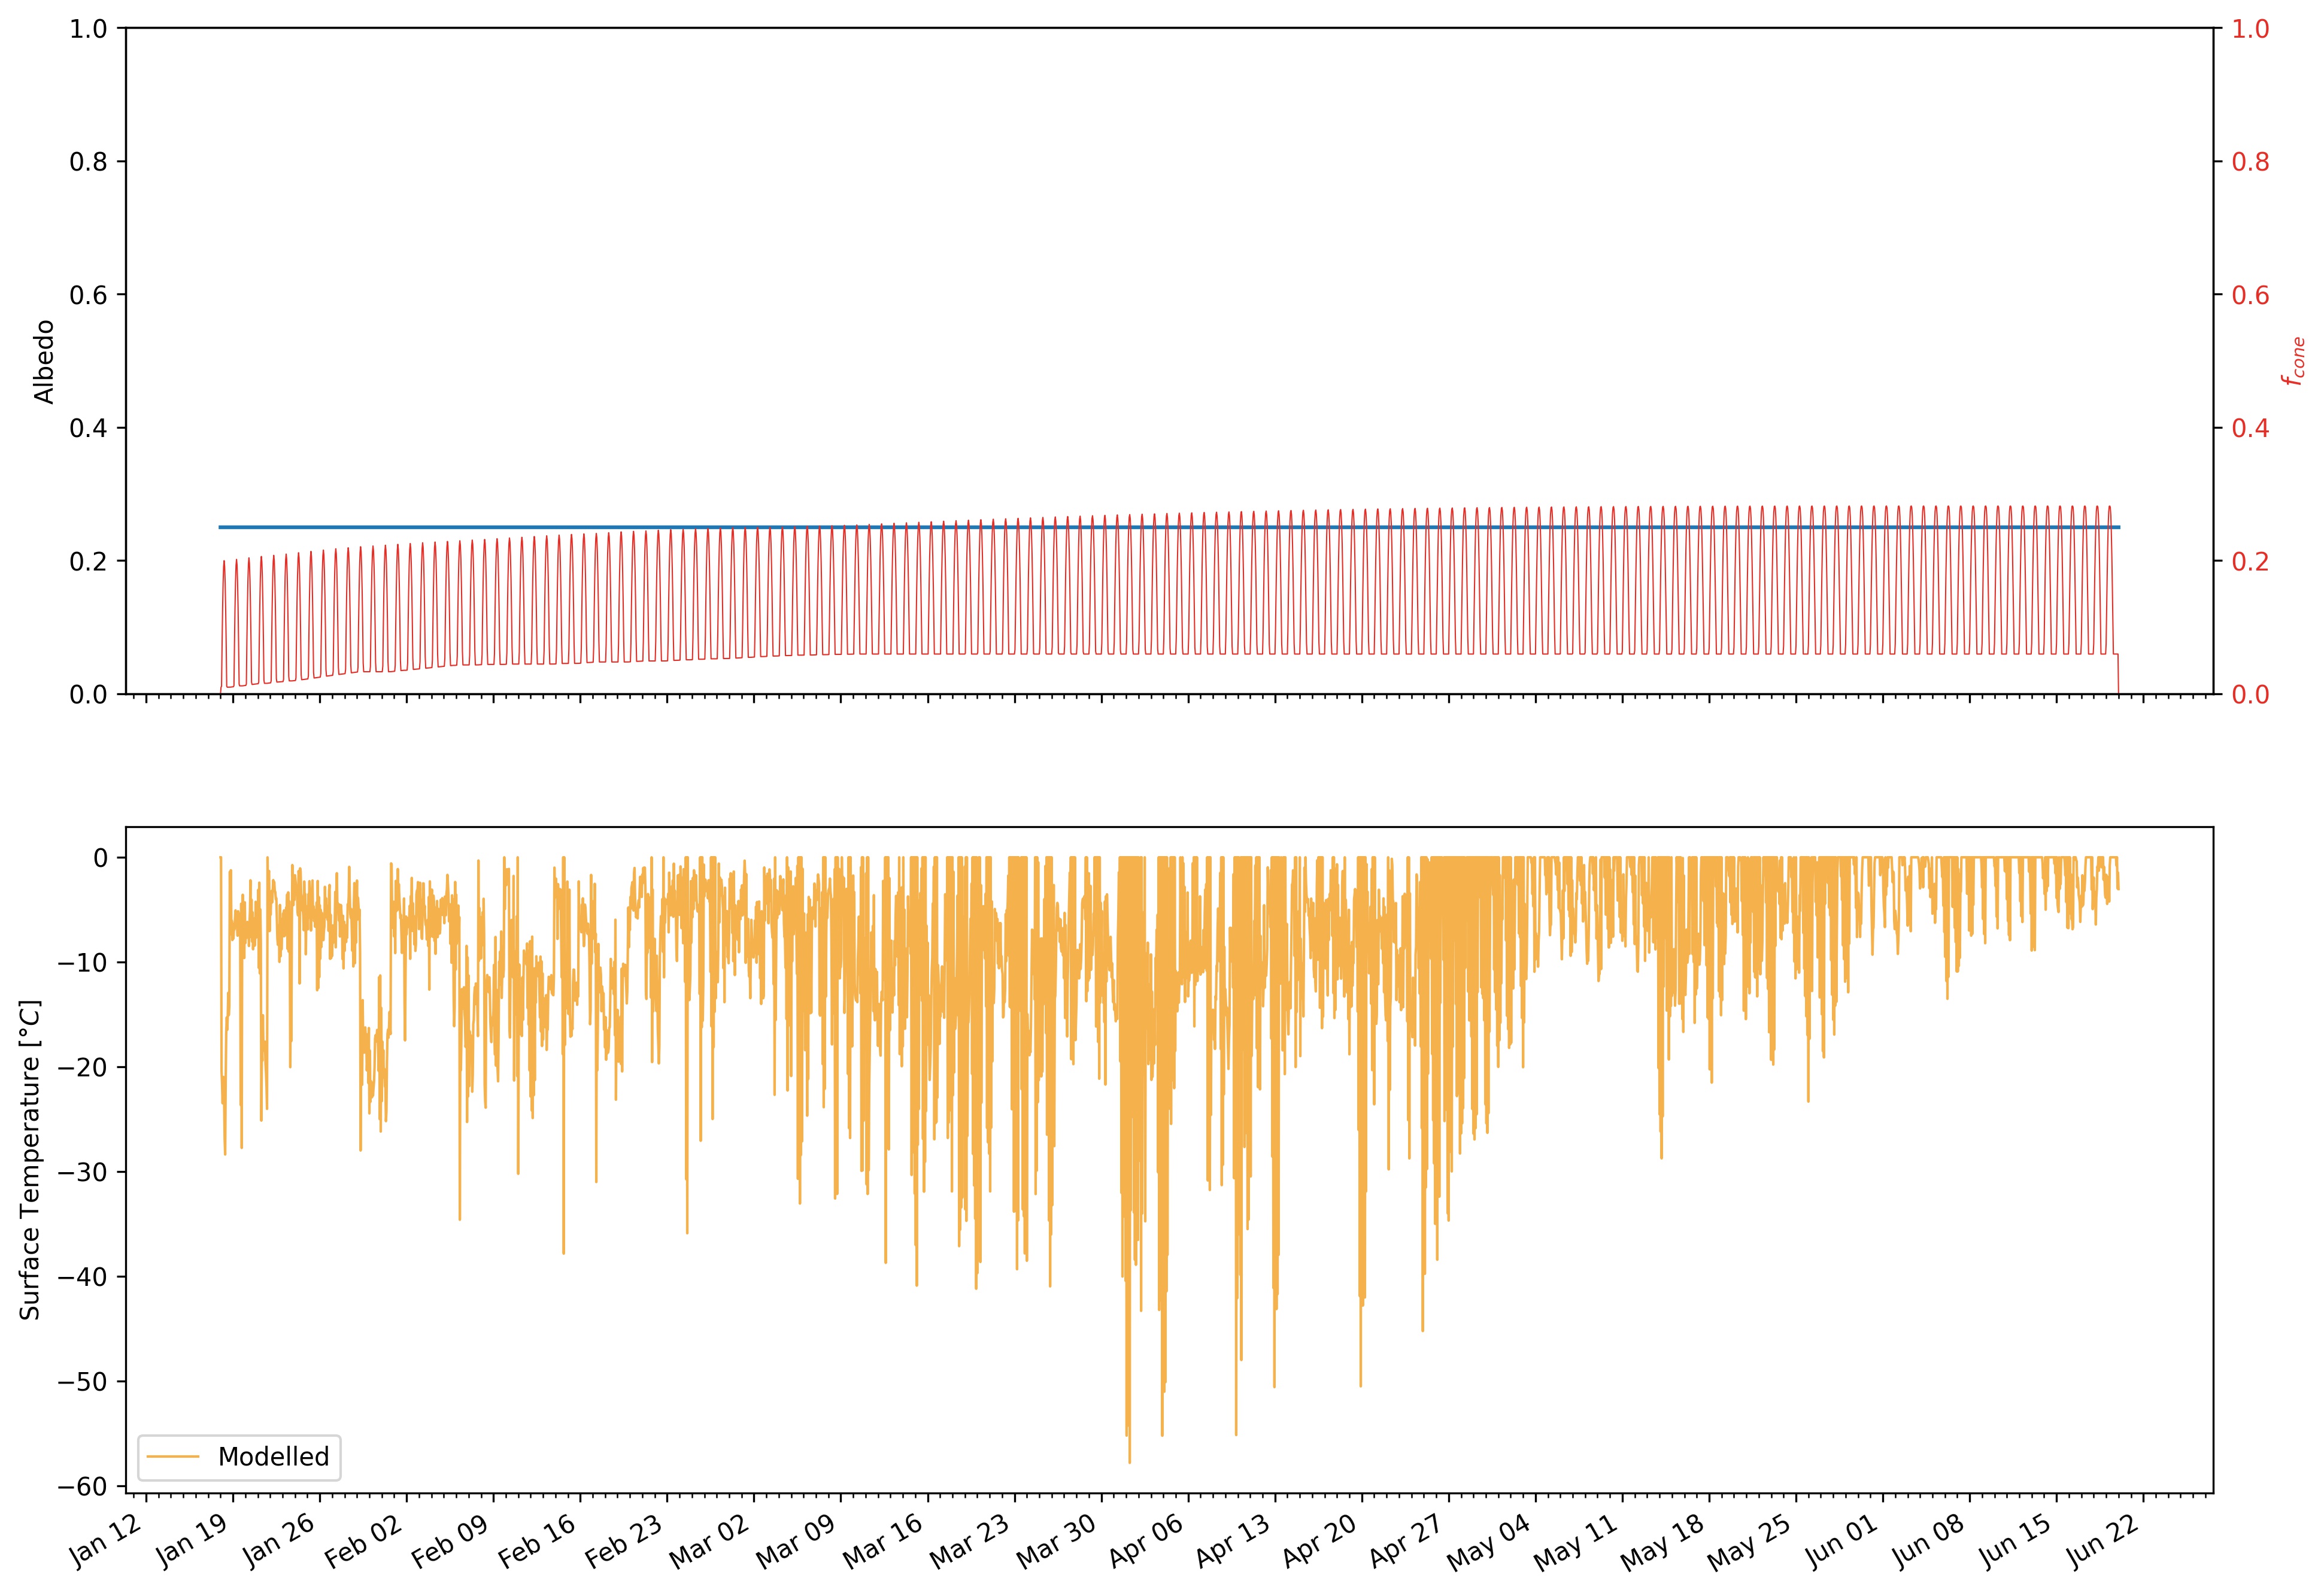 1.0
0.8
0.6
0.4
0.2
0.0
Albedo
1.0
0.8
0.6
0.4
0.2
0.0
f_cone
0
−10
−20
−30
−40
−50
−60
Surface Temperature [°C]
Modelled
Jan 12
Jan 19
Jan 26
Feb 02
Feb 09
Feb 16
Feb 23
Mar 02
Mar 09
Mar 16
Mar 23
Mar 30
Apr 06
Apr 13
Apr 20
Apr 27
May 04
May 11
May 18
May 25
Jun 01
Jun 08
Jun 15
Jun 22